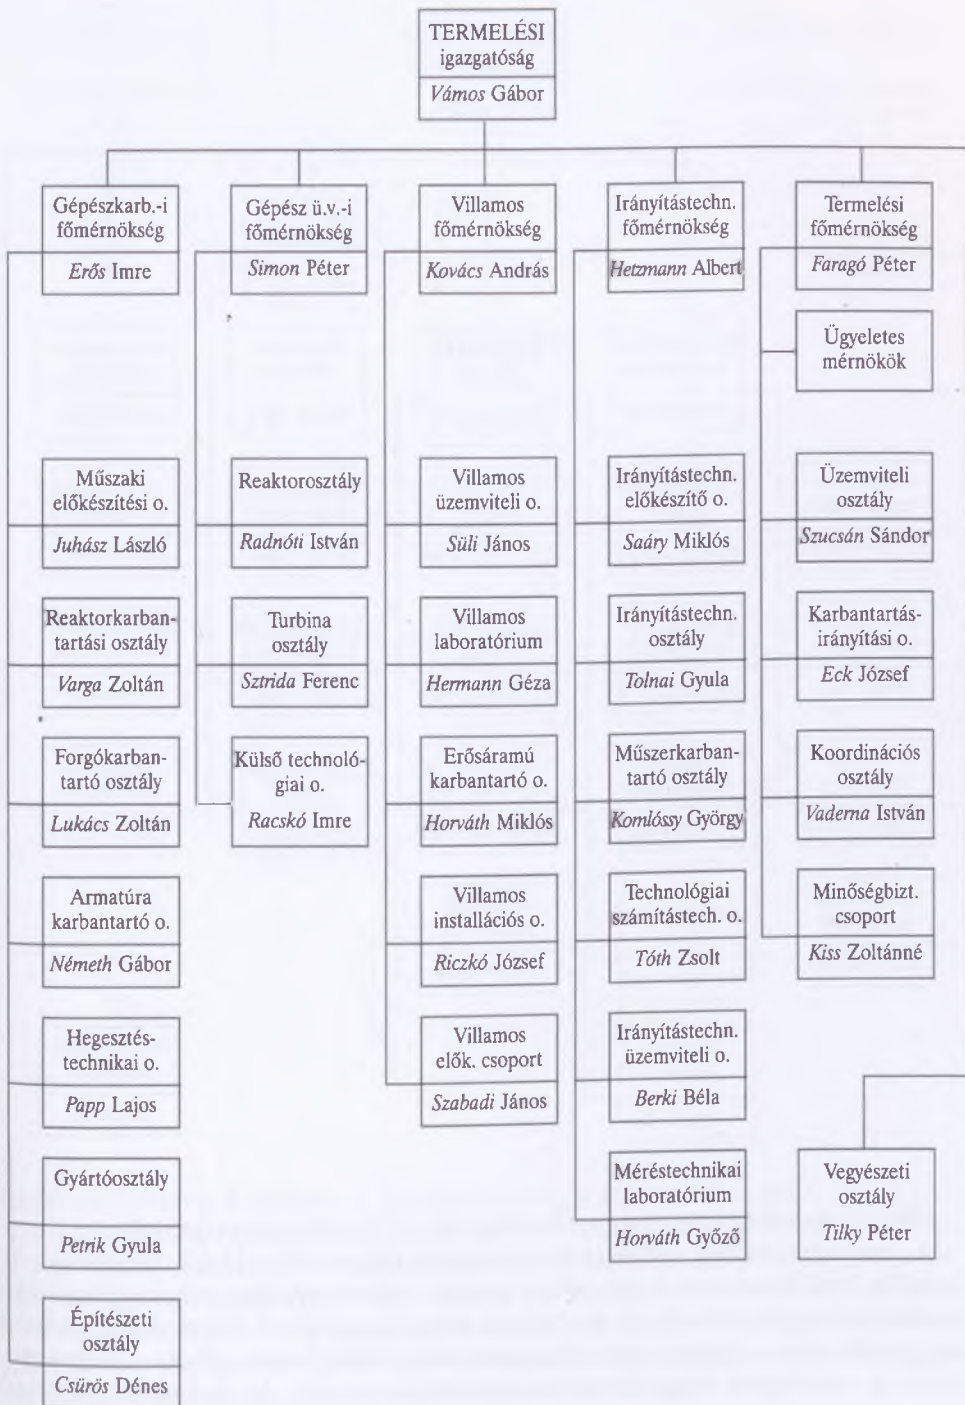 TERMELÉSI
igazgatóság
Vámos Gábor
Gépészkarb.-i
főmérnökség
Erős Imre
Műszaki
előkészítési o.
Juhász László
Reaktorkarban-
tartási osztály
Varga Zoltán
Forgókarban-
tartó osztály
Lukács Zoltán
Armatúra
karbantartó o.
Németh Gábor
Hegesztés-
technikai o.
Papp Lajos
Gyártóosztály
Petrik Gyula
Építészeti
osztály
Csürös Dénes
Gépész ü.v.-i
főmérnökség
Simon Péter
Reaktorosztály
Radnóti István
Turbina
osztály
Sztrida Ferenc
Külső technoló-
giai o.
Racskó Imre
Villamos
főmérnökség
Kovács András
Villamos
üzemviteli o.
Süli János
Villamos
laboratórium
Hermann Géza
Erősáramú
karbantartó o.
Horváth Miklós
Villamos
installációs o.
Riczkó József
Villamos
elők. csoport
Szabadi János
Irányítástechn.
főmérnökség
Hetzmann Albert
Irányítástechn.
előkészítő o.
Saáry Miklós
Irányítástechn.
osztály
Tolnai Gyula
Műszerkarban-
tartó osztály
Komlóssy György
Technológiai
számítástech. o.
Tóth Zsolt
Irányítástechn.
üzemviteli o.
Berki Béla
Méréstechnikai
laboratórium
Horváth Győző
Termelési
főmérnökség
Faragó Péter
Ügyeletes
mérnökök
Üzemviteli
osztály
Szucsán Sándor
Karbantartás-
irányítási o.
Eck József
Koordinációs
osztály
Vaderna István
Minőségbizt.
csoport
Kiss Zoltánné
Vegyészeti
osztály
Tilky Péter